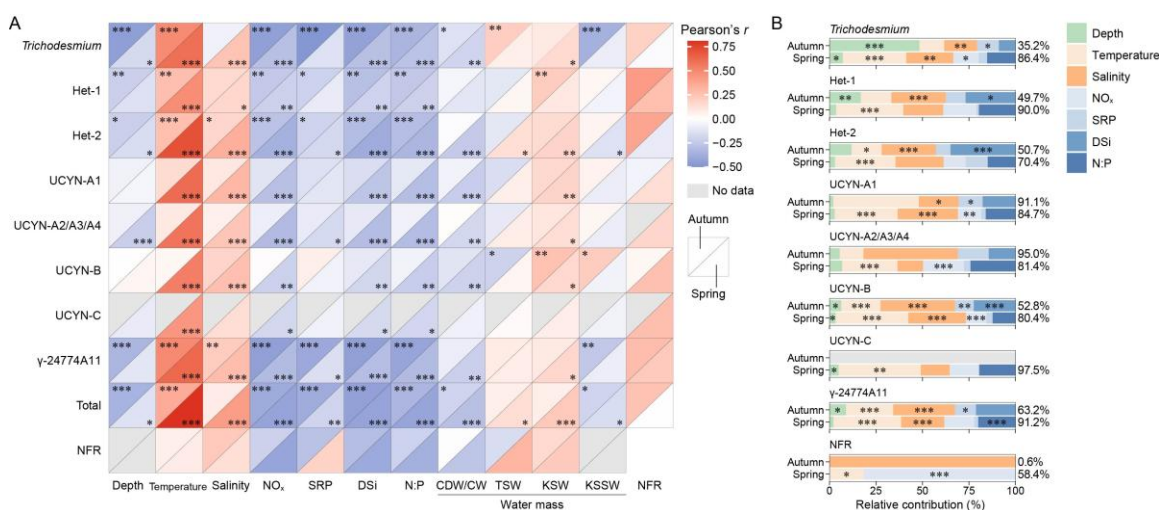 A
Trichodesmium
*** *** *** *** *** *** * ** ***
* *** *** *** *** *** ** *
Het-1
** ** ** * ** ** **
*** * ** ** **
Het-2
* *** * *** * *** ***
* *** *** *** * *** *** * ** *
UCYN-A1
*** *** *** *** *** ** **
UCYN-A2/A3/A4
*** *** *** *** * *** *** ** *
UCYN-B
* ** *
*** *** ** ** ** *
UCYN-C
*** * * *
γ-24774A11
*** *** ** *** *** *** *** **
*** *** *** *** *** *** ** *
Total
*** *** *** *** *** *** * *
* *** *** *** ** *** *** ** * *** *
NFR
Depth Temperature Salinity NOₓ SRP DSi N:P CDW/CW TSW KSW KSSW NFR
Water mass
Pearson's r
0.75
0.50
0.25
0
−0.25
−0.50
No data
Autumn
Spring
B
Trichodesmium
Autumn *** ** * 35.2%
Spring * *** ** * 86.4%
Het-1
Autumn ** *** *** * 49.7%
Spring *** 90.0%
Het-2
Autumn * *** *** 50.7%
Spring *** 70.4%
UCYN-A1
Autumn * * 91.1%
Spring *** *** ** 84.7%
UCYN-A2/A3/A4
Autumn 95.0%
Spring *** * *** 81.4%
UCYN-B
Autumn * *** *** ** *** 52.8%
Spring * *** *** *** 80.4%
UCYN-C
Autumn
Spring * ** 97.5%
γ-24774A11
Autumn * *** *** * 63.2%
Spring *** *** *** 91.2%
NFR
Autumn 0.6%
Spring * *** 58.4%
0 25 50 75 100
Relative contribution (%)
Depth
Temperature
Salinity
NOₓ
SRP
DSi
N:P